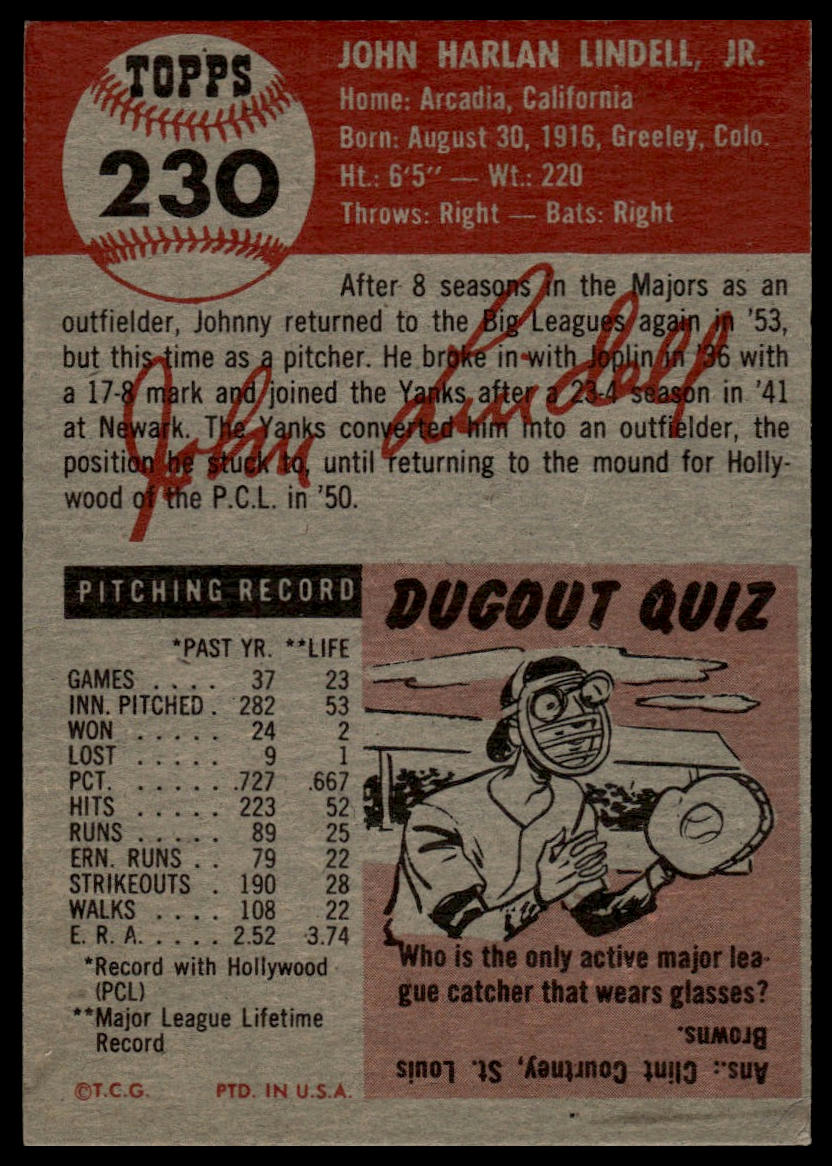 TOPPS
230
JOHN HARLAN LINDELL, JR.
Home: Arcadia, California
Born: August 30, 1916, Greeley, Colo.
Ht.: 6'5" — Wt.: 220
Throws: Right — Bats: Right
After 8 seasons in the Majors as an
outfielder, Johnny returned to the Big Leagues again in '53,
but this time as a pitcher. He broke in with Joplin in '36 with
a 17-8 mark and joined the Yanks after a 23-4 season in '41
at Newark. The Yanks converted him into an outfielder, the
position he stuck to, until returning to the mound for Holly-
wood of the P.C.L. in '50.
John Lindell
PITCHING RECORD
*PAST YR. **LIFE
GAMES . . . . 37 23
INN. PITCHED . 282 53
WON . . . . . 24 2
LOST . . . . . 9 1
PCT. . . . . . .727 .667
HITS . . . . . 223 52
RUNS . . . . . 89 25
ERN. RUNS . . 79 22
STRIKEOUTS . 190 28
WALKS . . . . 108 22
E. R. A. . . . . 2.52 3.74
*Record with Hollywood
(PCL)
**Major League Lifetime
Record
©T.C.G. PTD. IN U.S.A.
DUGOUT QUIZ
Who is the only active major lea-
gue catcher that wears glasses?
Ans.: Clint Courtney, St. Louis
Browns.